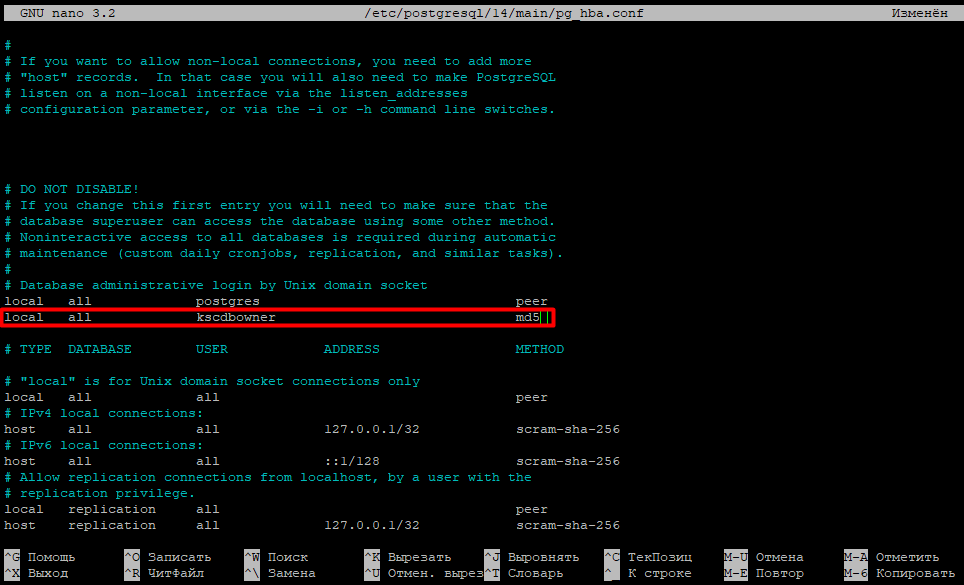 GNU nano 3.2 /etc/postgresql/14/main/pg_hba.conf Изменён
#
# If you want to allow non-local connections, you need to add more
# "host" records.  In that case you will also need to make PostgreSQL
# listen on a non-local interface via the listen_addresses
# configuration parameter, or via the -i or -h command line switches.
# DO NOT DISABLE!
# If you change this first entry you will need to make sure that the
# database superuser can access the database using some other method.
# Noninteractive access to all databases is required during automatic
# maintenance (custom daily cronjobs, replication, and similar tasks).
#
# Database administrative login by Unix domain socket
local   all             postgres                                peer
local   all             kscdbowner                              md5
# TYPE  DATABASE        USER            ADDRESS                 METHOD
# "local" is for Unix domain socket connections only
local   all             all                                     peer
# IPv4 local connections:
host    all             all             127.0.0.1/32            scram-sha-256
# IPv6 local connections:
host    all             all             ::1/128                 scram-sha-256
# Allow replication connections from localhost, by a user with the
# replication privilege.
local   replication     all                                     peer
host    replication     all             127.0.0.1/32            scram-sha-256
^G Помощь ^O Записать ^W Поиск ^K Вырезать ^J Выровнять ^C ТекПозиц M-U Отмена M-A Отметить
^X Выход ^R ЧитФайл ^\ Замена ^U Отмен. вырез ^T Словарь ^_ К строке M-E Повтор M-6 Копировать